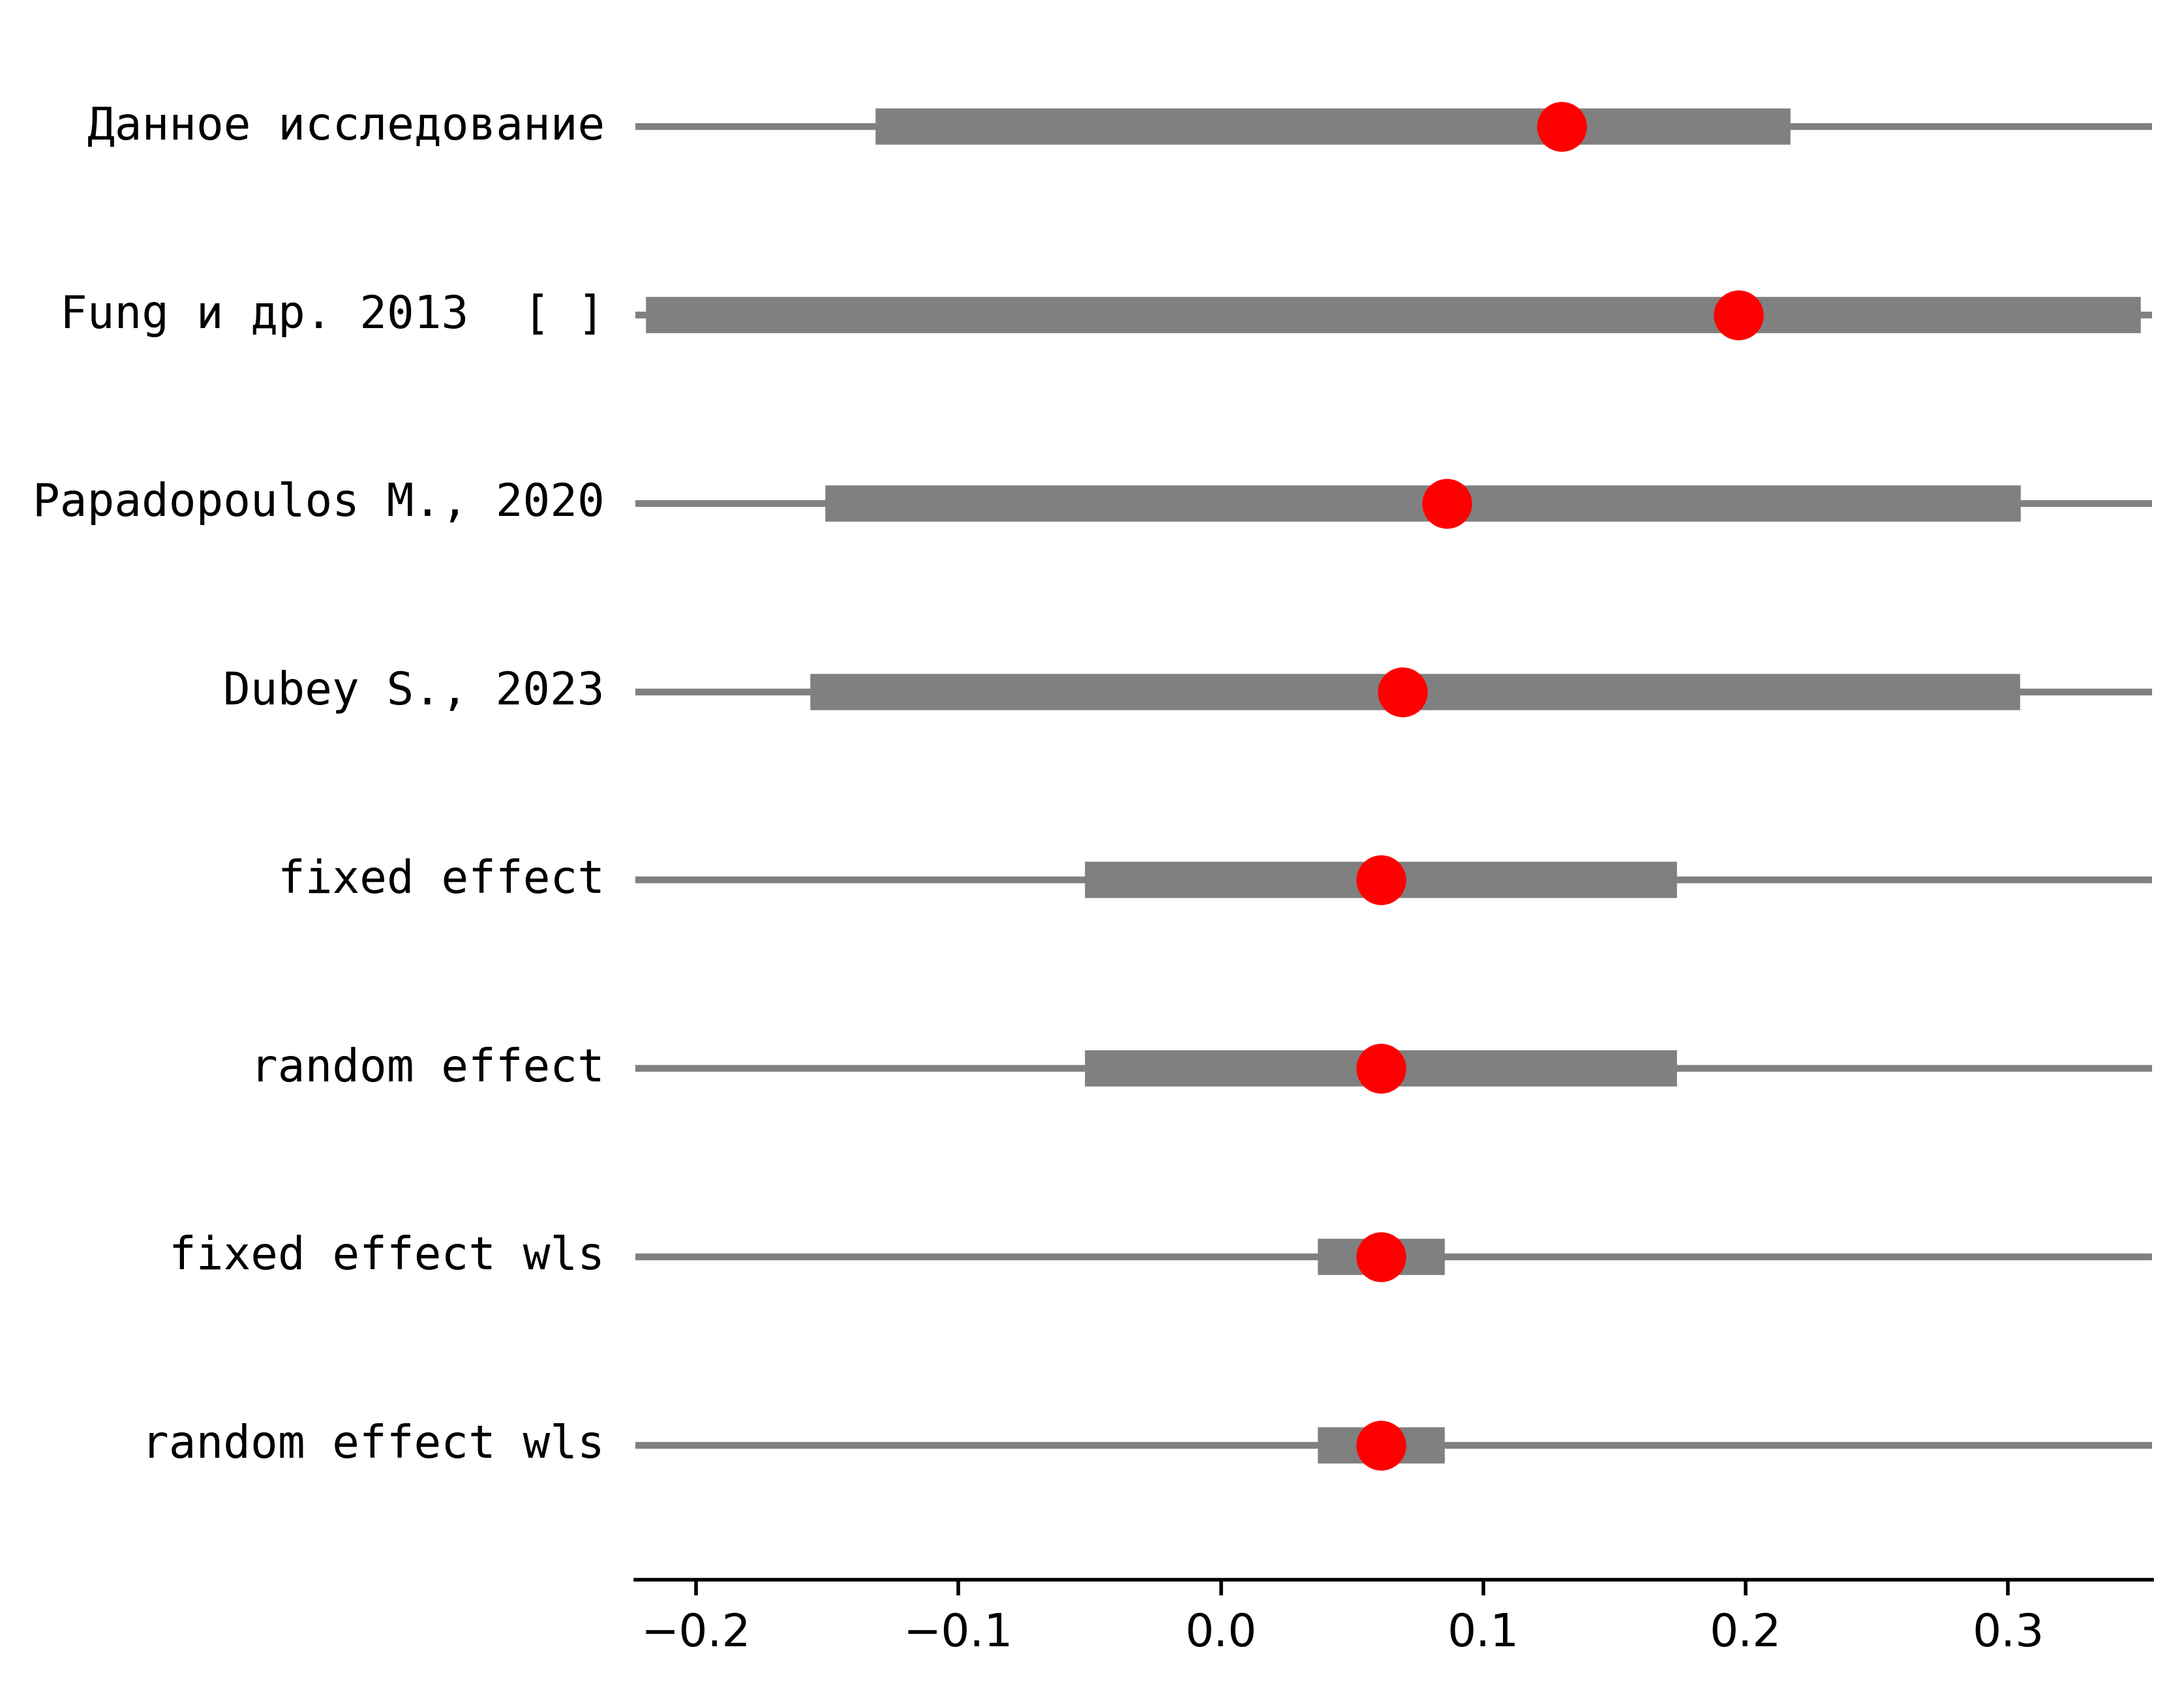 Данное исследование
Fung и др. 2013  [ ]
Papadopoulos M., 2020
Dubey S., 2023
fixed effect
random effect
fixed effect wls
random effect wls
−0.2 −0.1 0.0 0.1 0.2 0.3